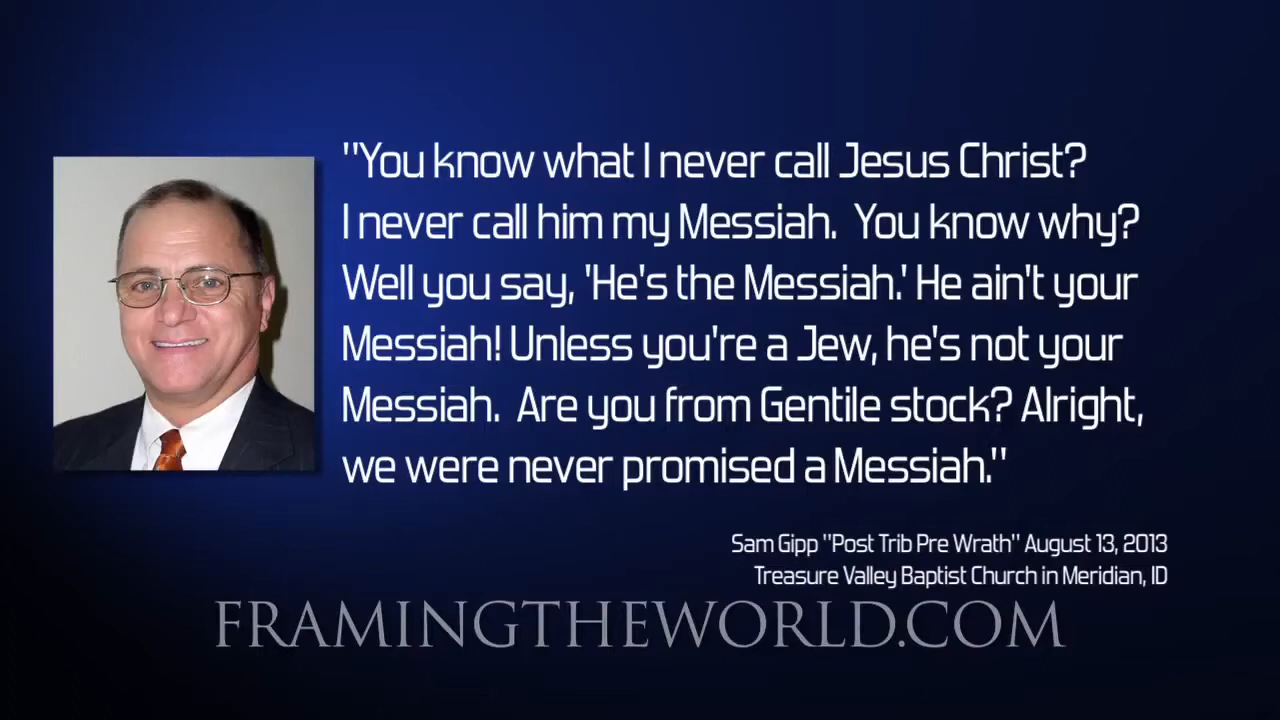 "You know what I never call Jesus Christ?
I never call him my Messiah.  You know why?
Well you say, 'He's the Messiah.' He ain't your
Messiah! Unless you're a Jew, he's not your
Messiah.  Are you from Gentile stock? Alright,
we were never promised a Messiah."
Sam Gipp "Post Trib Pre Wrath" August 13, 2013
Treasure Valley Baptist Church in Meridian, ID
FRAMINGTHEWORLD.COM